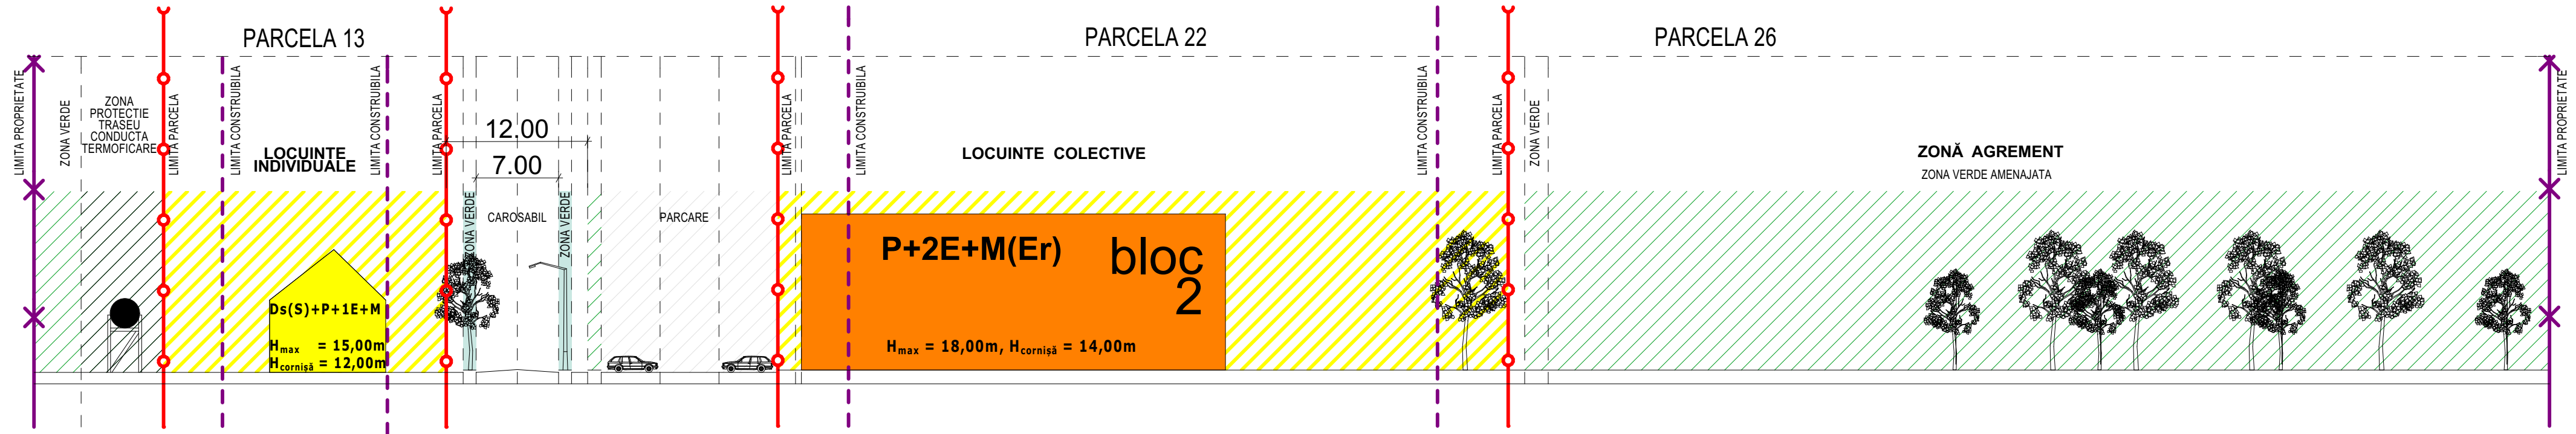 PARCELA 13
PARCELA 22
PARCELA 26
LIMITA PROPRIETATE
ZONA VERDE
ZONA
PROTECTIE
TRASEU
CONDUCTA
TERMOFICARE
LIMITA PARCELA
LIMITA CONSTRUIBILA
LOCUINTE
INDIVIDUALE
LIMITA CONSTRUIBILA
LIMITA PARCELA
12.00
7.00
ZONA VERDE
CAROSABIL
ZONA VERDE
PARCARE
LIMITA PARCELA
LIMITA CONSTRUIBILA
LOCUINTE COLECTIVE
LIMITA CONSTRUIBILA
LIMITA PARCELA
ZONA VERDE
ZONĂ AGREMENT
ZONA VERDE AMENAJATA
LIMITA PROPRIETATE
Ds(S)+P+1E+M
Hmax = 15,00m
Hcornișă = 12,00m
P+2E+M(Er)
bloc
2
Hmax = 18,00m, Hcornișă = 14,00m